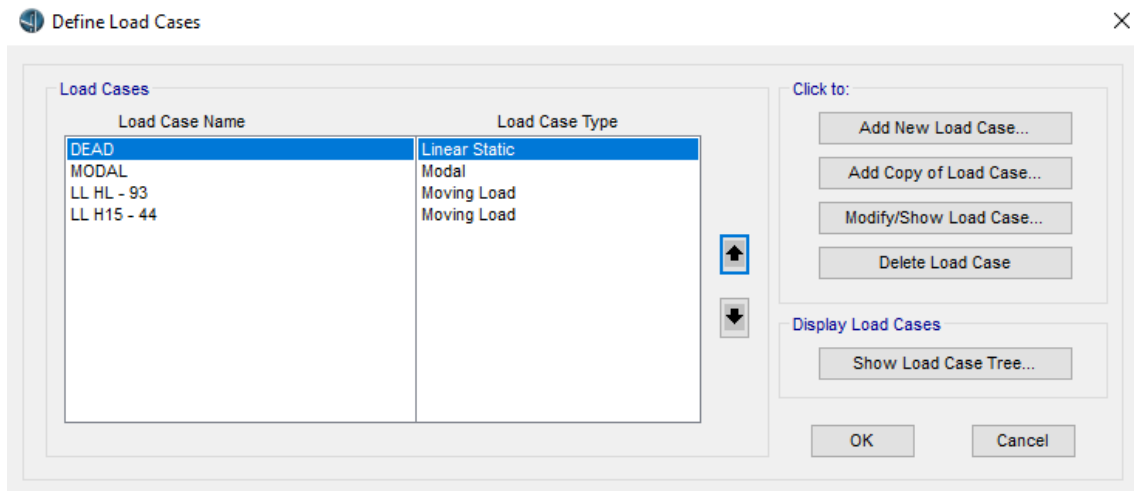 Define Load Cases
Load Cases
Load Case Name Load Case Type
DEAD Linear Static
MODAL Modal
LL HL - 93 Moving Load
LL H15 - 44 Moving Load
Click to:
Add New Load Case...
Add Copy of Load Case...
Modify/Show Load Case...
Delete Load Case
Display Load Cases
Show Load Case Tree...
OK Cancel